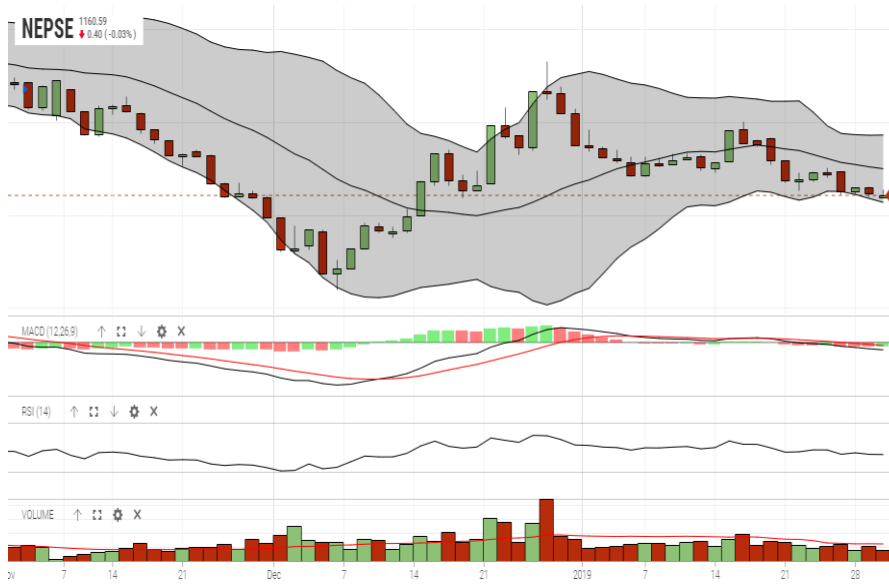 NEPSE
1160.59
0.40 (-0.03%)
MACD (12,26,9)
RSI (14)
VOLUME
ov 7 14 21 Dec 7 14 21 2019 7 14 21 28